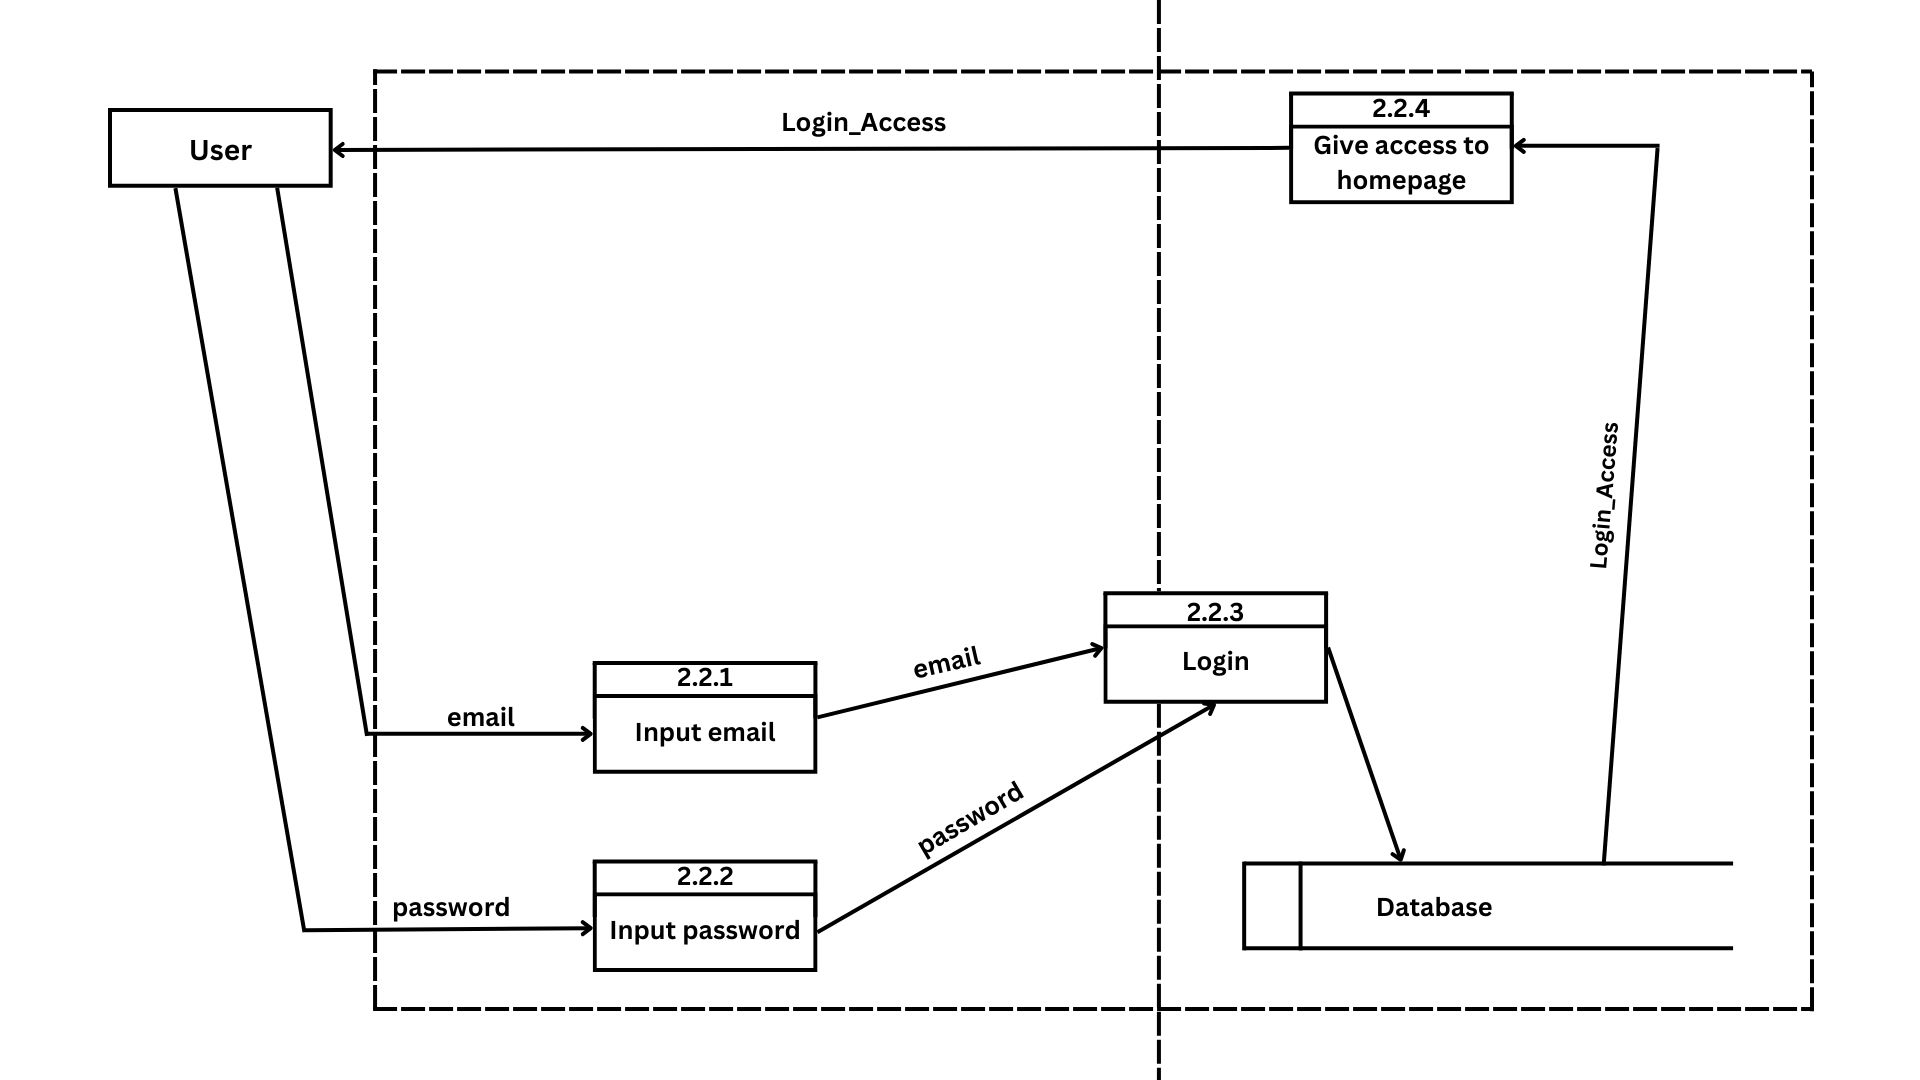 Login_Access
User
2.2.4
Give access to
homepage
Login_Access
2.2.3
Login
email
2.2.1
Input email
email
password
2.2.2
Input password
password
Database